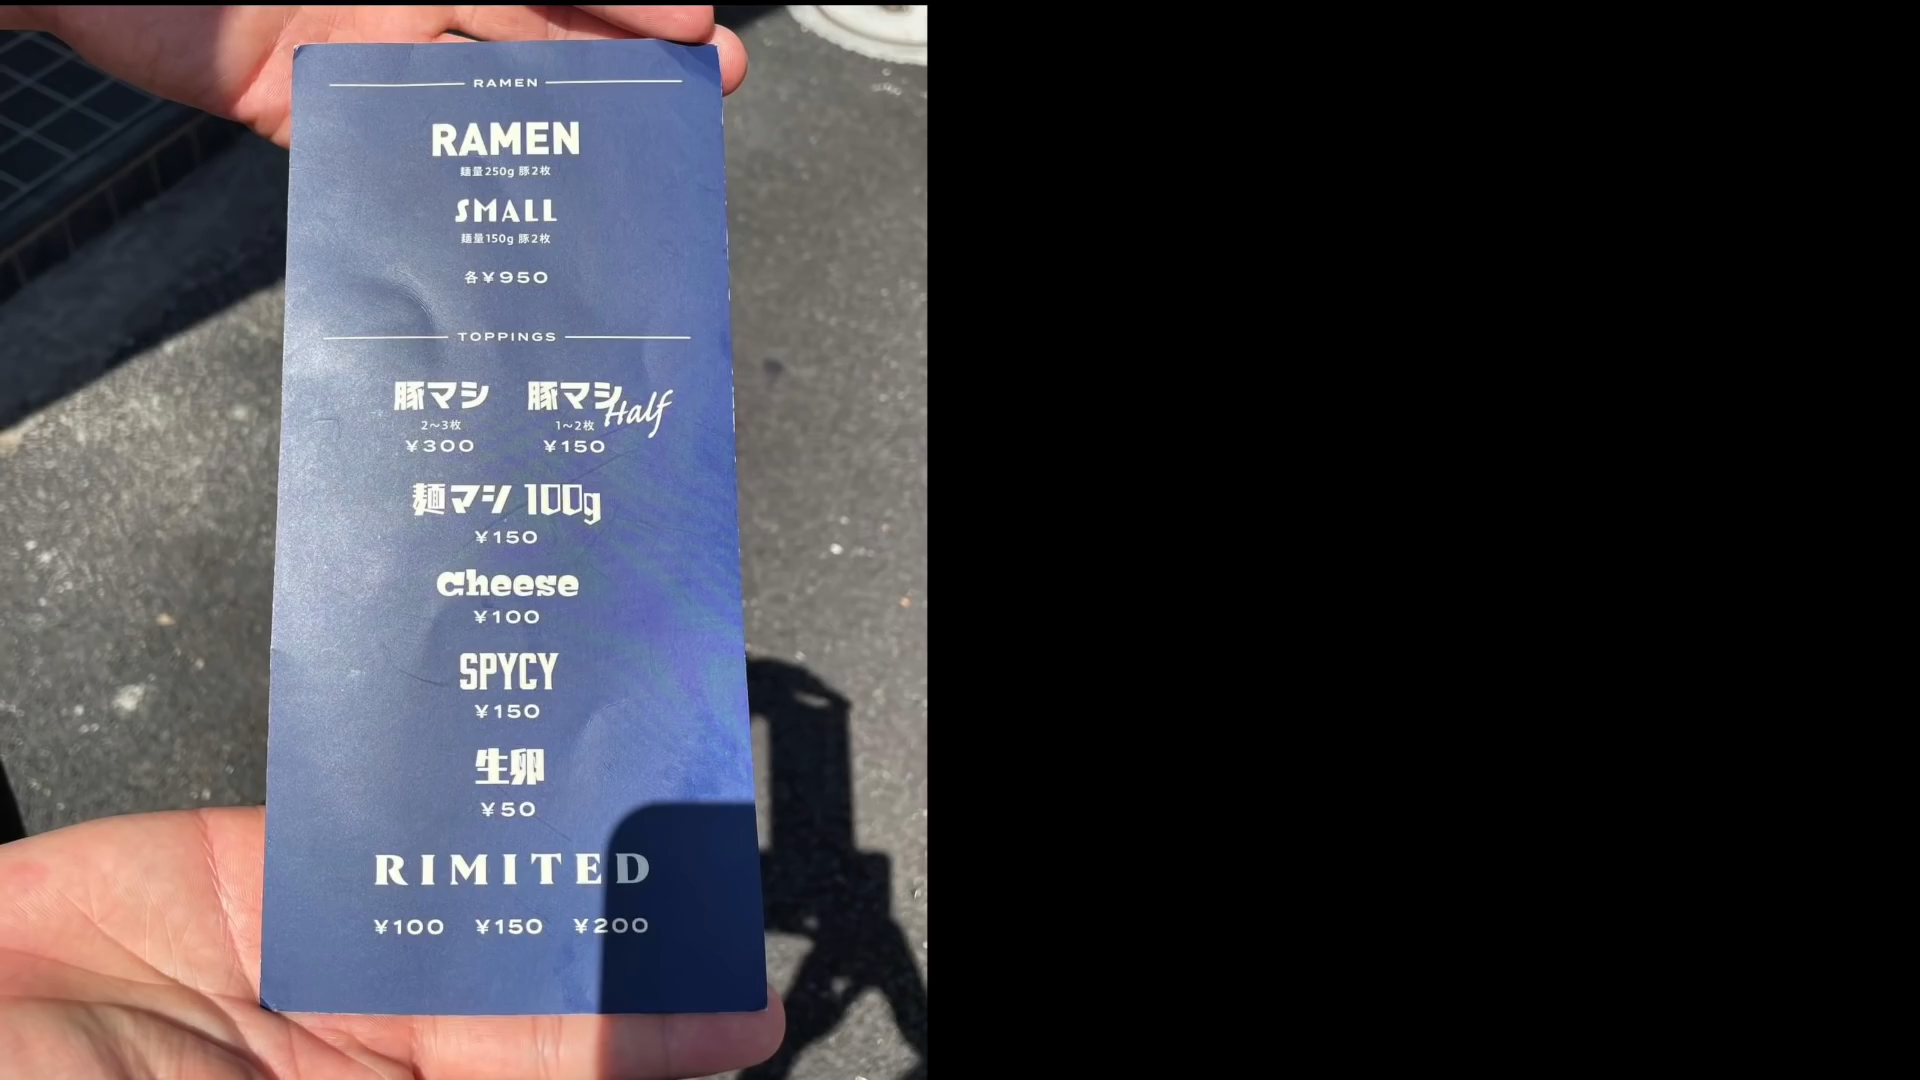 RAMEN
RAMEN
麺量250g 豚2枚
SMALL
麺量150g 豚2枚
各¥950
TOPPINGS
豚マシ 豚マシHalf
2〜3枚 1〜2枚
¥300 ¥150
麺マシ 100g
¥150
Cheese
¥100
SPYCY
¥150
生卵
¥50
RIMITED
¥100 ¥150 ¥200